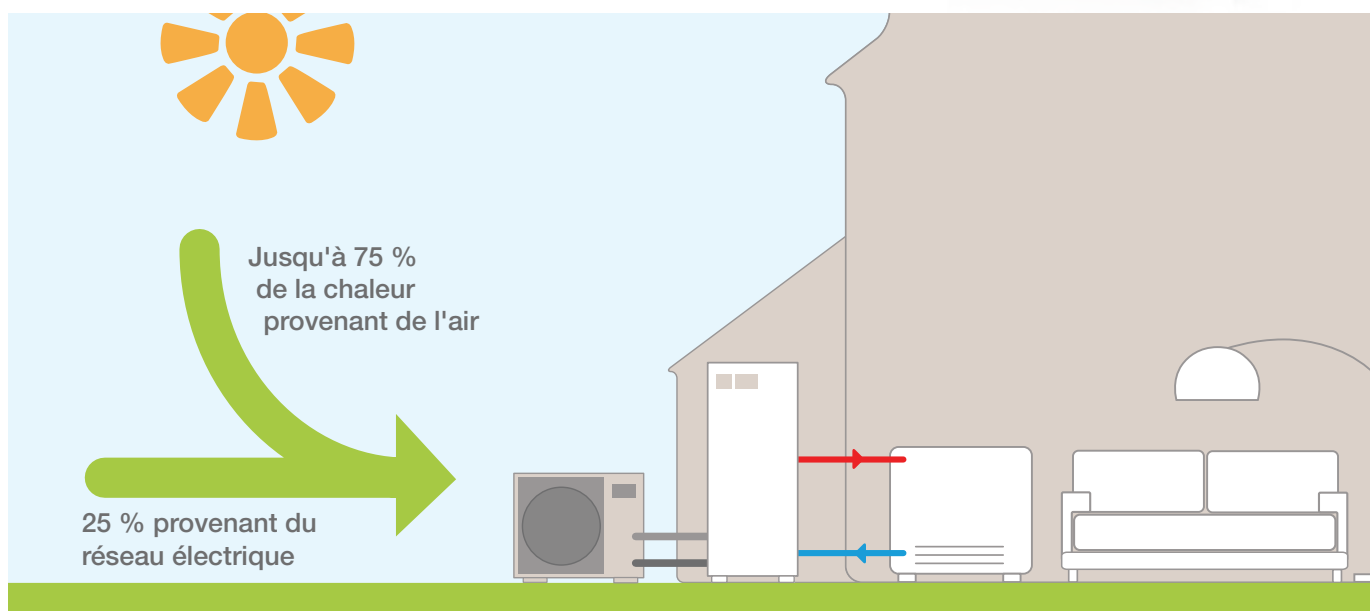 Jusqu'à 75 %
de la chaleur
provenant de l'air
25 % provenant du
réseau électrique